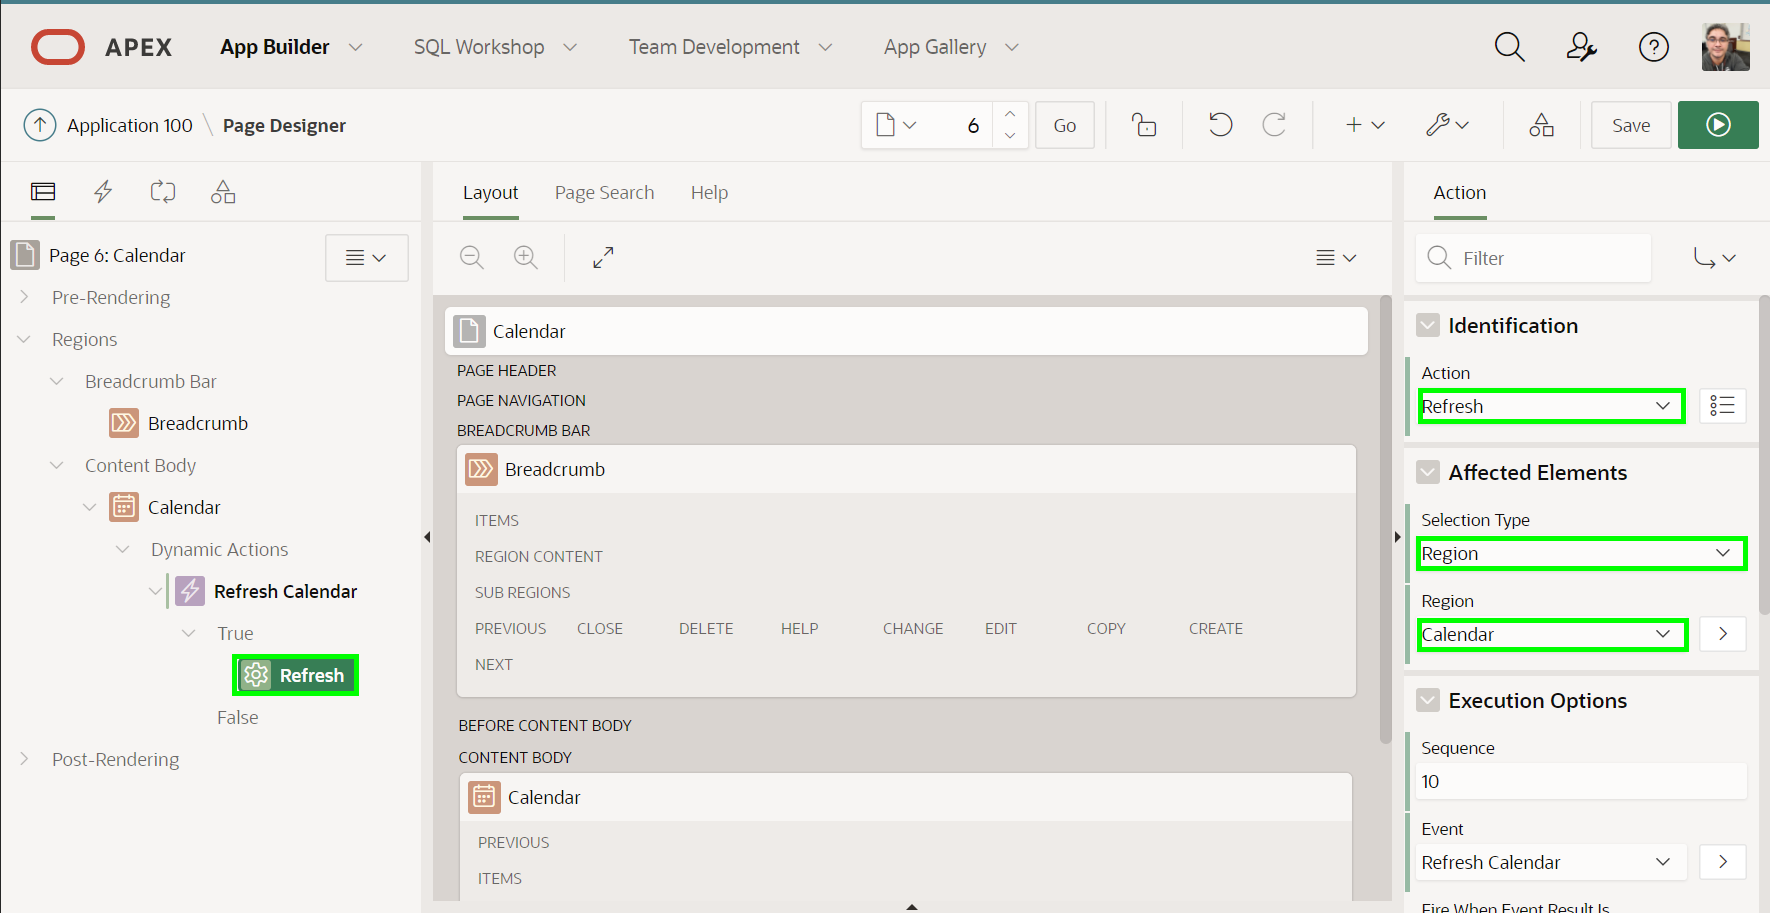 APEX App Builder SQL Workshop Team Development App Gallery
Application 100 \ Page Designer 6 Go Save
Page 6: Calendar
Pre-Rendering
Regions
Breadcrumb Bar
Breadcrumb
Content Body
Calendar
Dynamic Actions
Refresh Calendar
True
Refresh
False
Post-Rendering
Layout Page Search Help
Calendar
PAGE HEADER
PAGE NAVIGATION
BREADCRUMB BAR
Breadcrumb
ITEMS
REGION CONTENT
SUB REGIONS
PREVIOUS CLOSE DELETE HELP CHANGE EDIT COPY CREATE
NEXT
BEFORE CONTENT BODY
CONTENT BODY
Calendar
PREVIOUS
ITEMS
Action
Filter
Identification
Action
Refresh
Affected Elements
Selection Type
Region
Region
Calendar
Execution Options
Sequence
10
Event
Refresh Calendar
Fire When Event Result Is